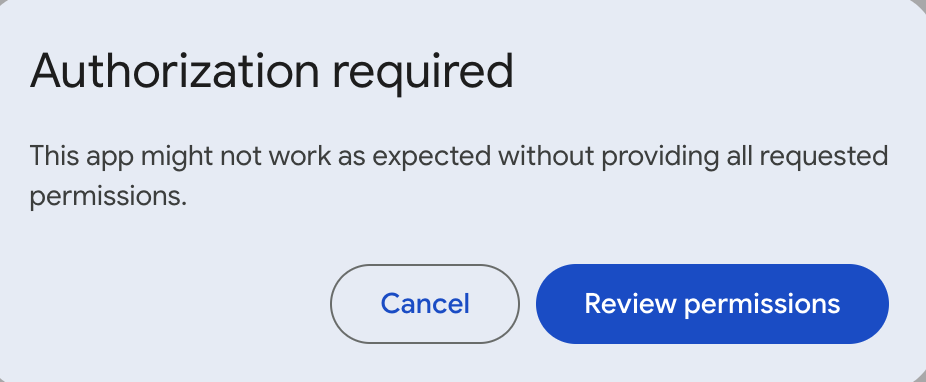 Authorization required
This app might not work as expected without providing all requested
permissions.
Cancel
Review permissions